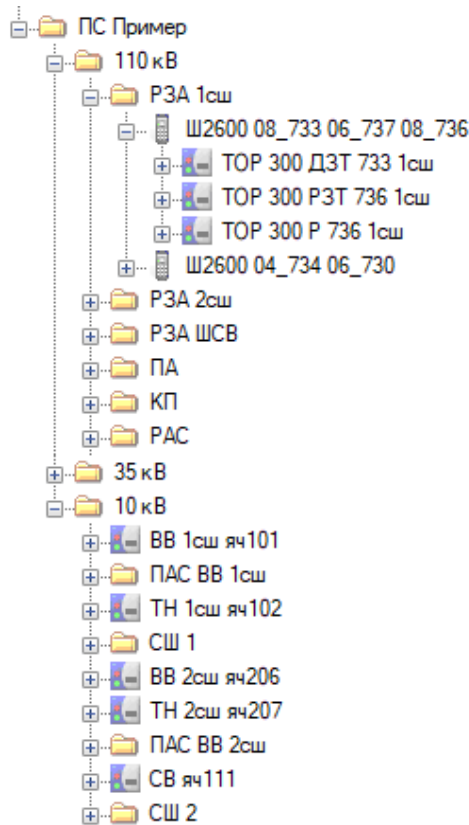 ПС Пример
110 кВ
РЗА 1сш
Ш2600 08_733 06_737 08_736
ТОР 300 ДЗТ 733 1сш
ТОР 300 РЗТ 736 1сш
ТОР 300 Р 736 1сш
Ш2600 04_734 06_730
РЗА 2сш
РЗА ШСВ
ПА
КП
РАС
35 кВ
10 кВ
ВВ 1сш яч101
ПАС ВВ 1сш
ТН 1сш яч102
СШ 1
ВВ 2сш яч206
ТН 2сш яч207
ПАС ВВ 2сш
СВ яч111
СШ 2